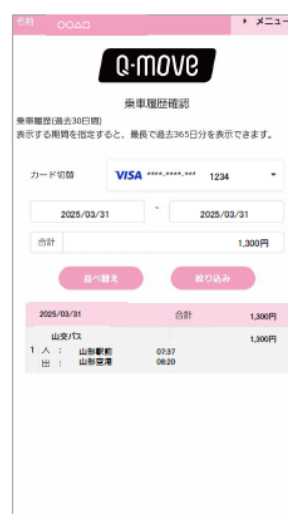 名前 〇〇△□ メニュー
Q-move
乗車履歴確認
乗車履歴(過去30日間)
表示する期間を指定すると、最長で過去365日分を表示できます。
カード切替 VISA ****-****-*** 1234
2025/03/31 ~ 2025/03/31
合計 1,300円
並べ替え 絞り込み
2025/03/31 合計 1,300円
山交バス 1,300円
1 入 : 山形駅前 07:37
出 : 山形空港 08:20